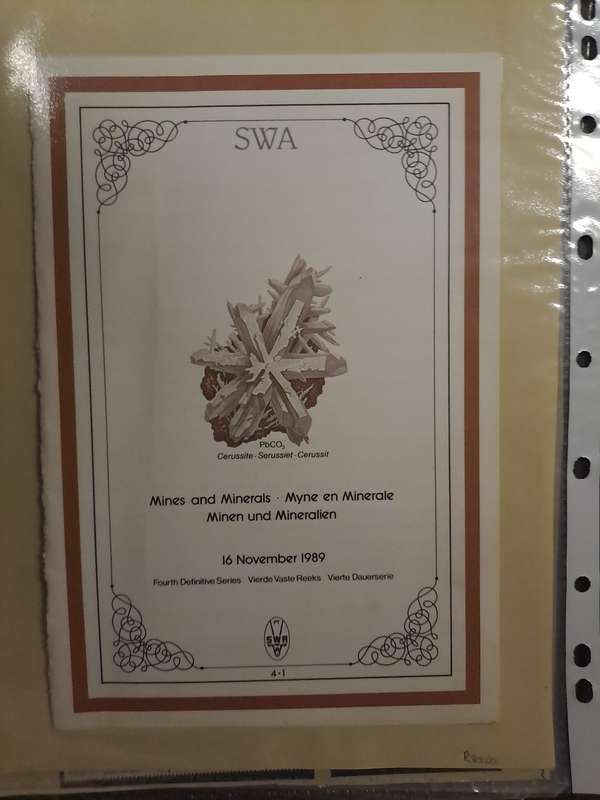 SWA
PbCO₃
Cerussite · Serussiet · Cerussit
Mines and Minerals · Myne en Minerale
Minen und Mineralien
16 November 1989
Fourth Definitive Series Vierde Vaste Reeks Vierte Dauerserie
SWA
4·1